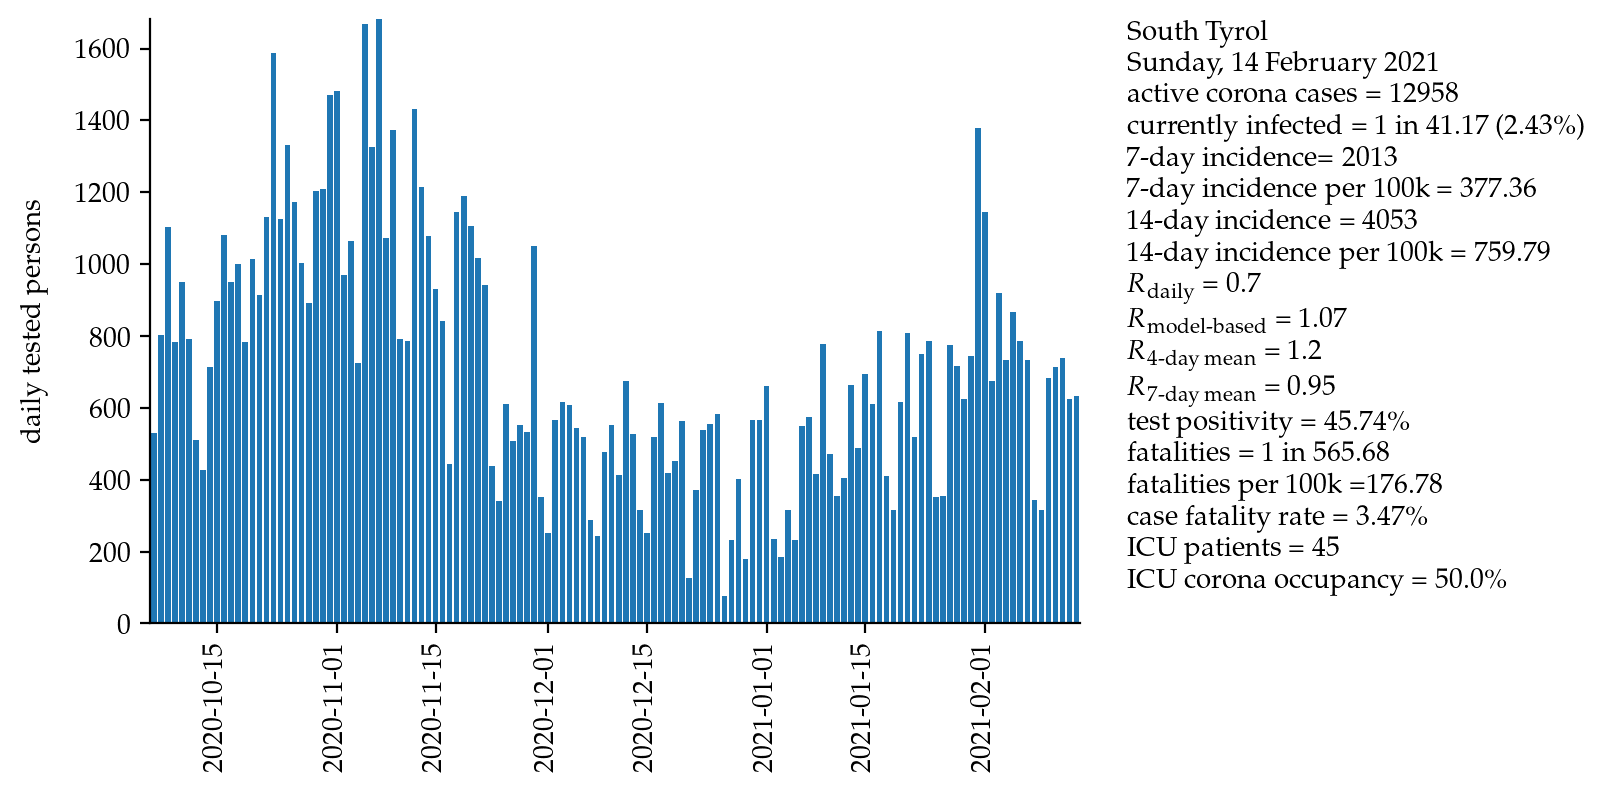 daily tested persons
1600
1400
1200
1000
800
600
400
200
0
2020-10-15
2020-11-01
2020-11-15
2020-12-01
2020-12-15
2021-01-01
2021-01-15
2021-02-01
South Tyrol
Sunday, 14 February 2021
active corona cases = 12958
currently infected = 1 in 41.17 (2.43%)
7-day incidence= 2013
7-day incidence per 100k = 377.36
14-day incidence = 4053
14-day incidence per 100k = 759.79
R daily = 0.7
R model-based = 1.07
R 4-day mean = 1.2
R 7-day mean = 0.95
test positivity = 45.74%
fatalities = 1 in 565.68
fatalities per 100k =176.78
case fatality rate = 3.47%
ICU patients = 45
ICU corona occupancy = 50.0%